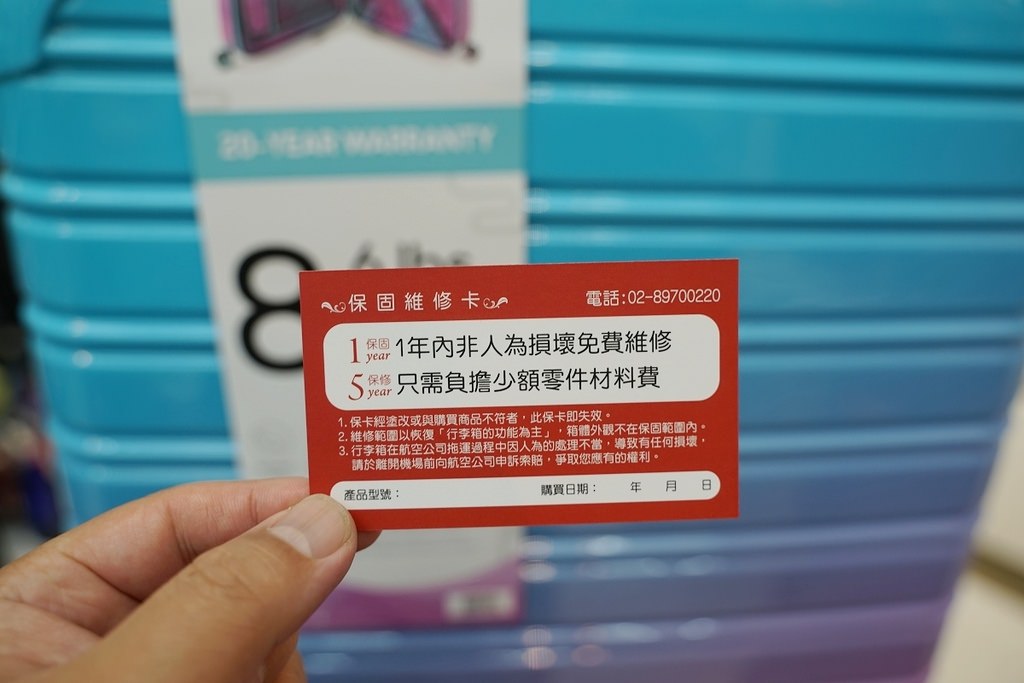 20-YEAR WARRANTY
8
6 lbs
保固維修卡
電話:02-89700220
1 year 保固 1年內非人為損壞免費維修
5 year 保修 只需負擔少額零件材料費
1. 保卡經塗改或與購買商品不符者，此保卡即失效。
2. 維修範圍以恢復「行李箱的功能為主」，箱體外觀不在保固範圍內。
3. 行李箱在航空公司拖運過程中因人為的處理不當，導致有任何損壞，
請於離開機場前向航空公司申訴索賠，爭取您應有的權利。
產品型號： 購買日期： 年 月 日